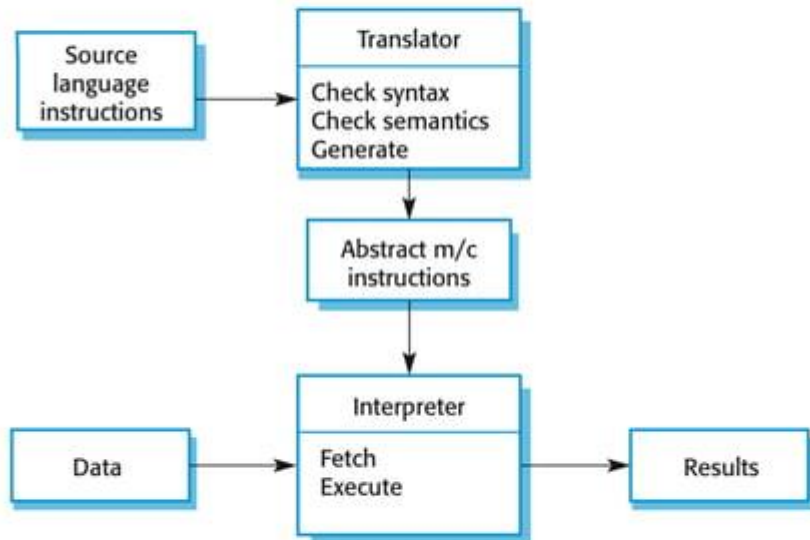 Source
language
instructions
Translator
Check syntax
Check semantics
Generate
Abstract m/c
instructions
Interpreter
Fetch
Execute
Data
Results